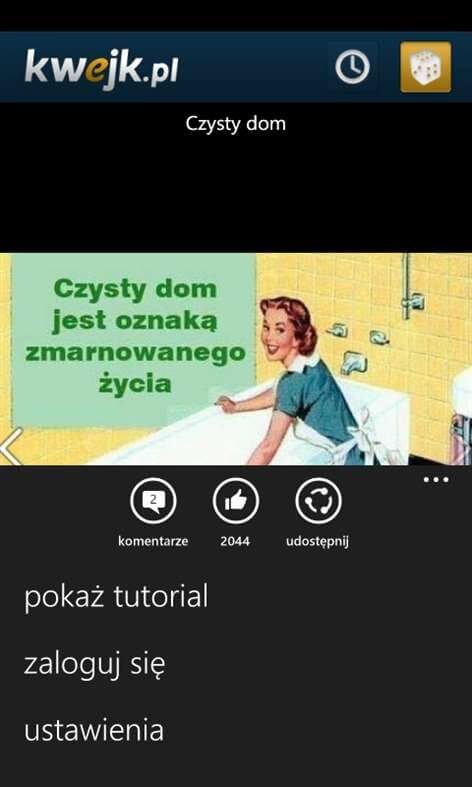 kwejk.pl
Czysty dom
Czysty dom
jest oznaką
zmarnowanego
życia
2
komentarze
2044
udostępnij
pokaż tutorial
zaloguj się
ustawienia